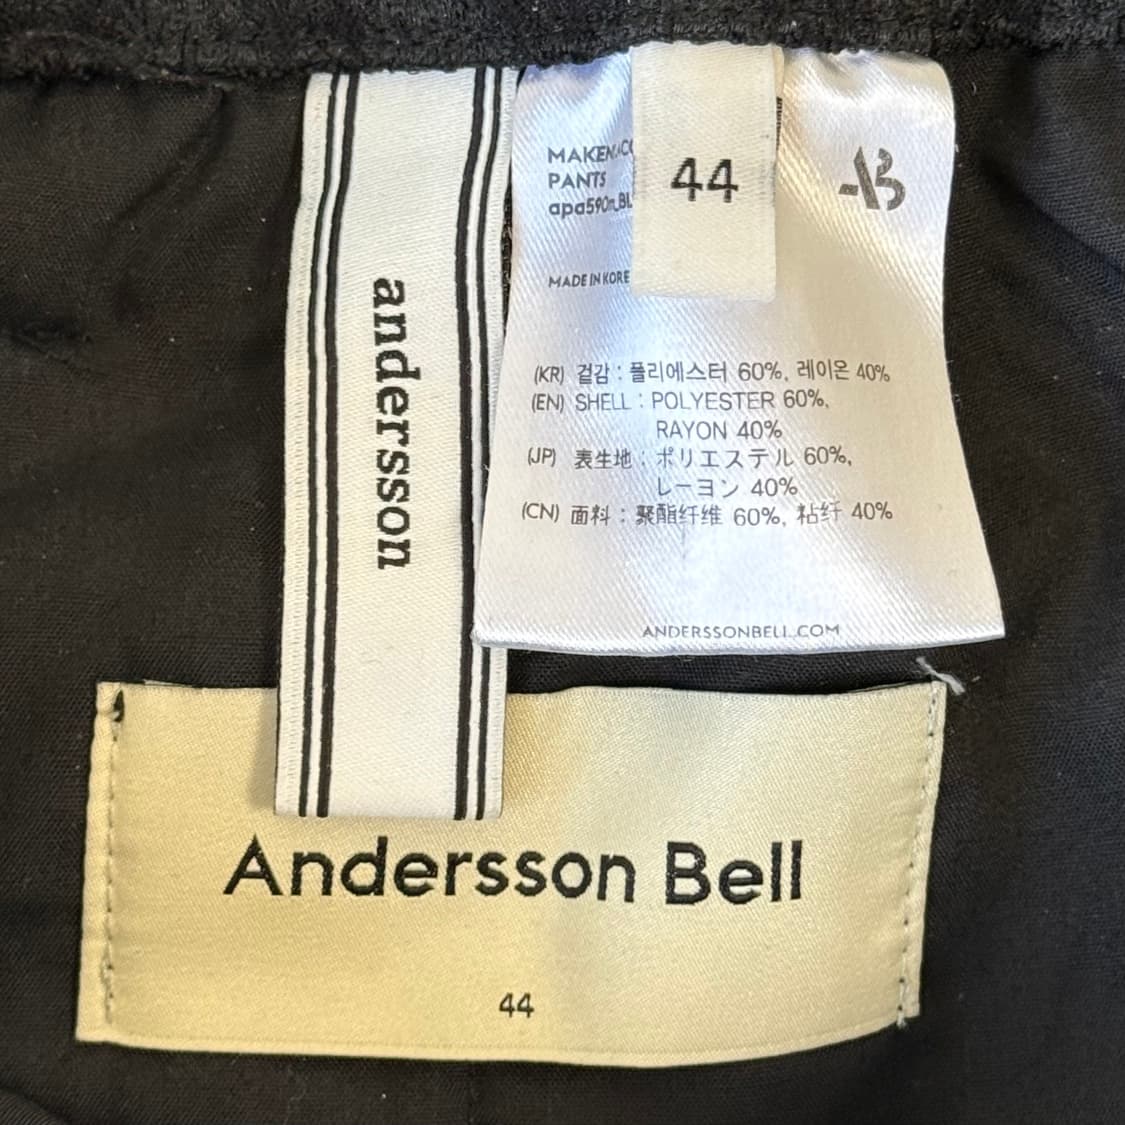 andersson
PANTS
44
AB
(KR) 겉감 : 폴리에스터 60%, 레이온 40%
(EN) SHELL : POLYESTER 60%,
RAYON 40%
(JP) 表生地 : ポリエステル 60%,
レーヨン 40%
(CN) 面料 : 聚酯纤维 60%, 粘纤 40%
MADE IN KORE
ANDERSSONBELL.COM
Andersson Bell
44